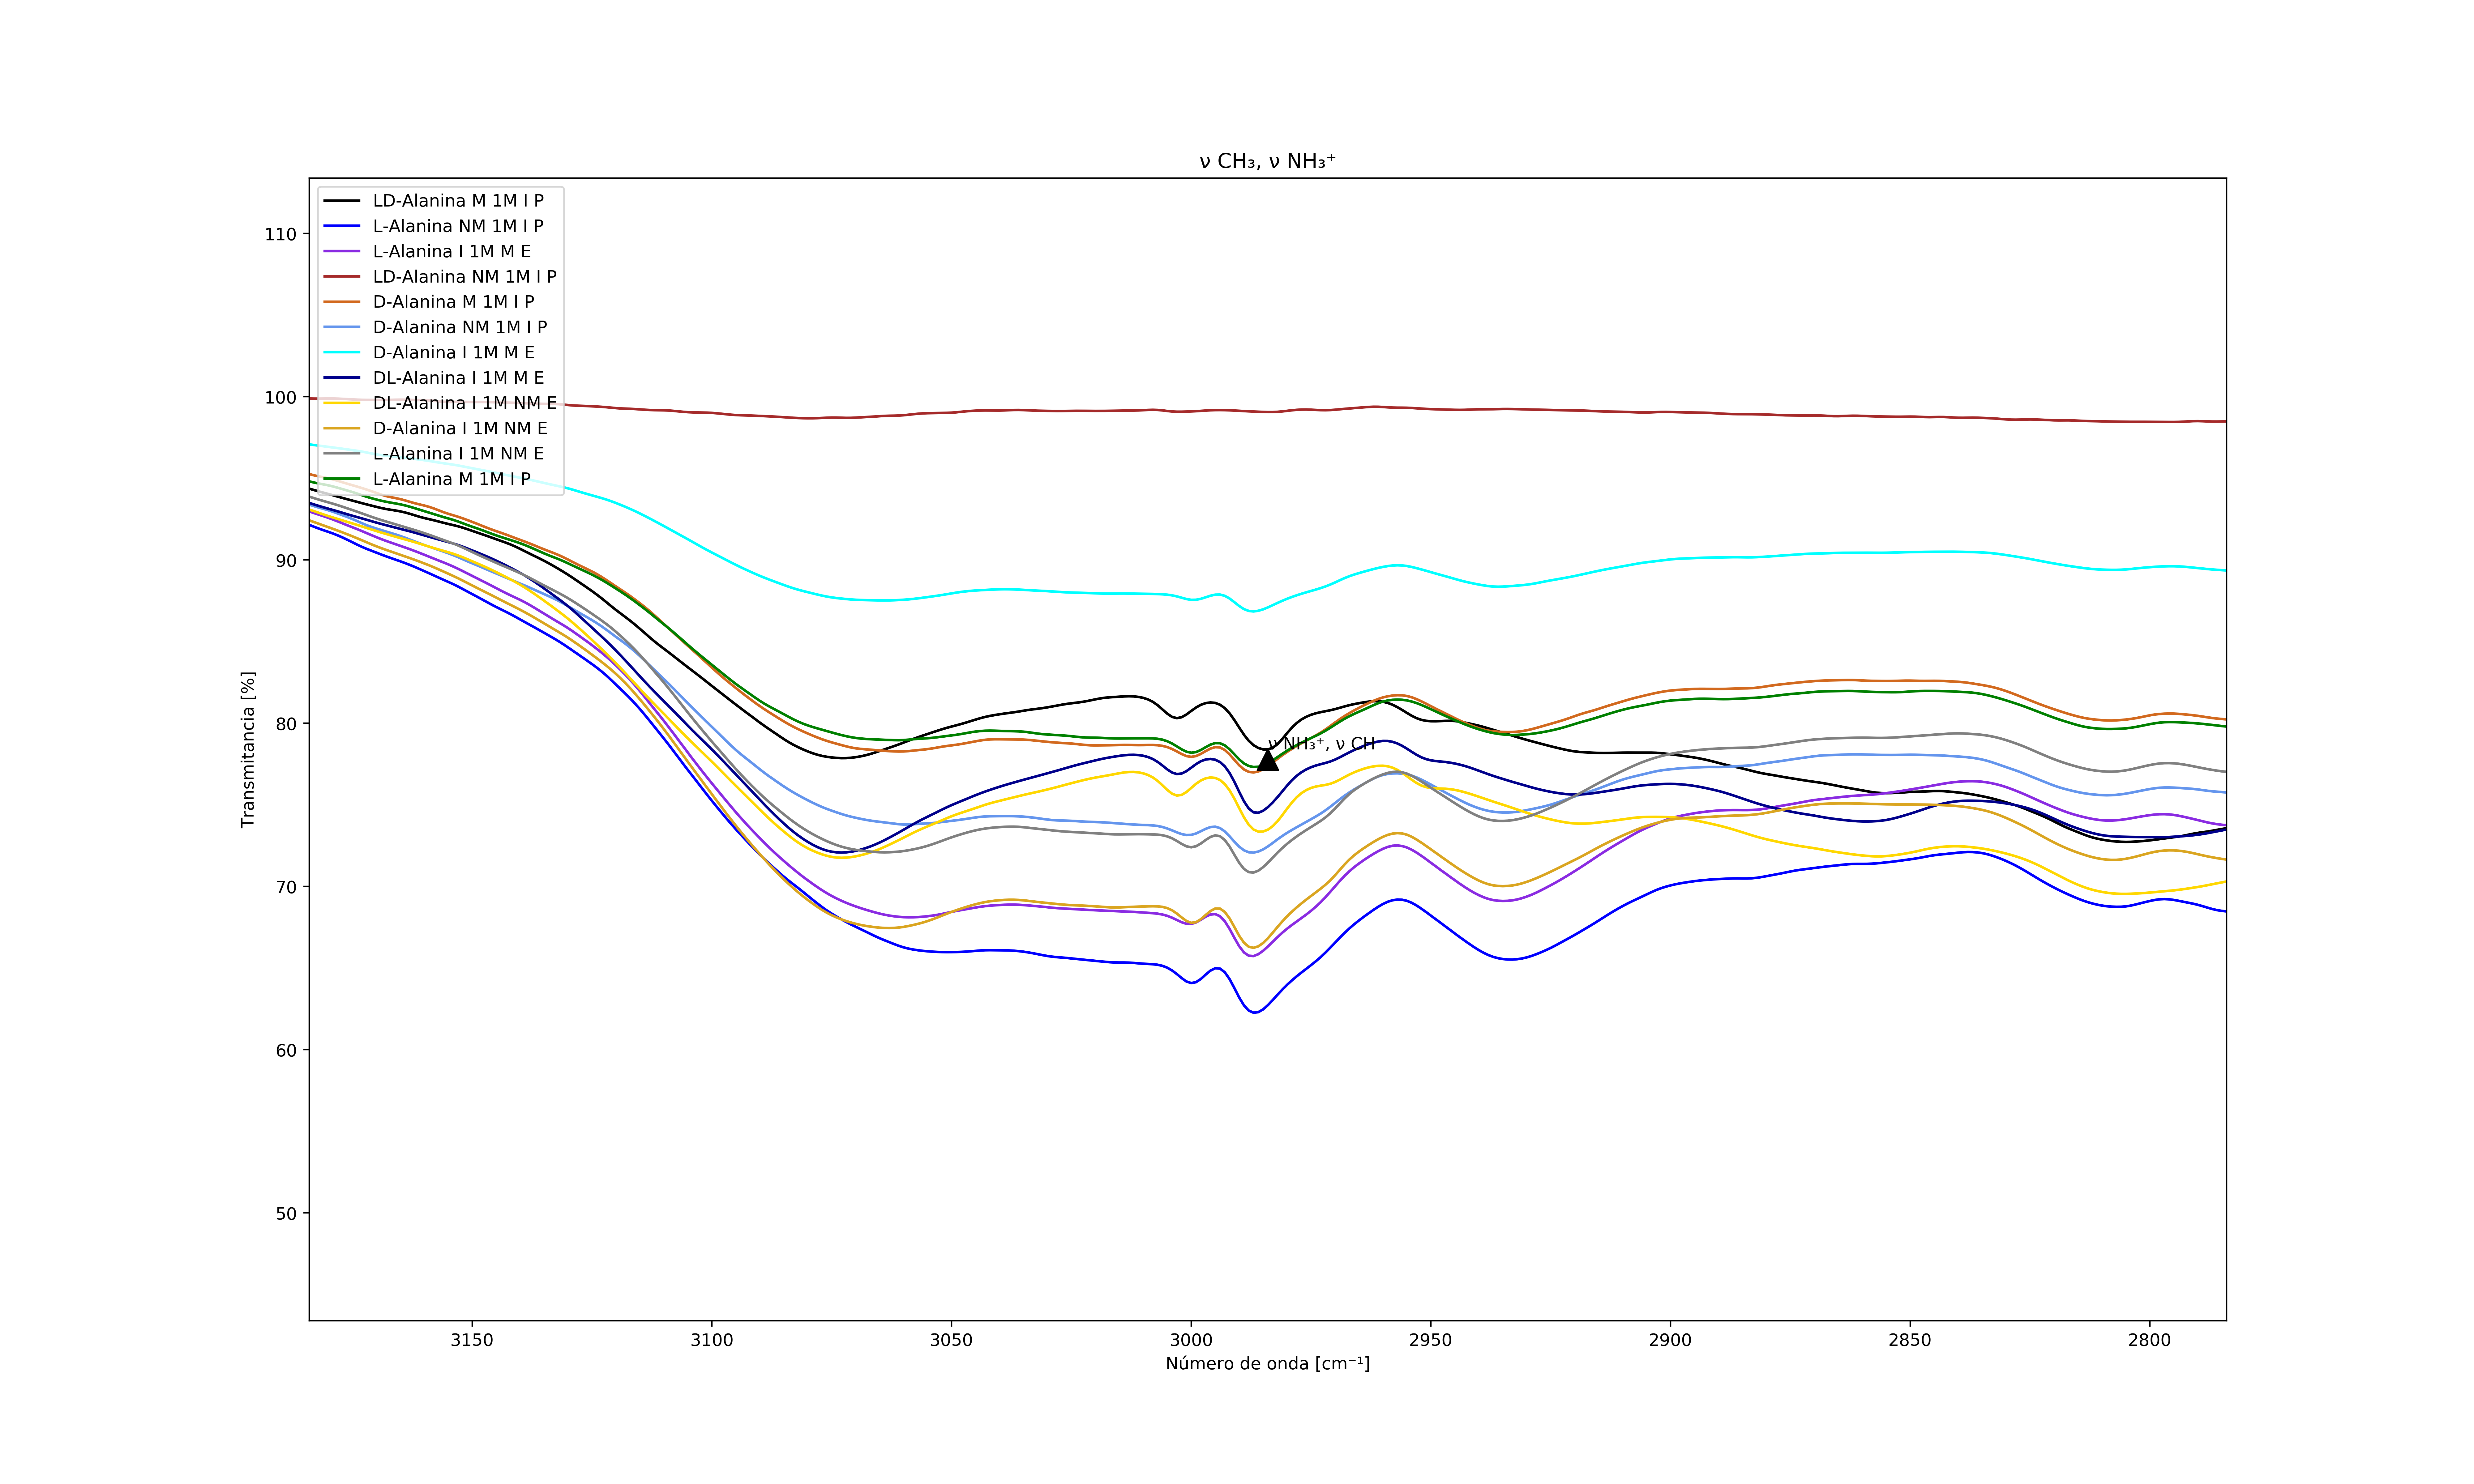 ν CH₃, ν NH₃⁺
LD-Alanina M 1M I P
L-Alanina NM 1M I P
L-Alanina I 1M M E
LD-Alanina NM 1M I P
D-Alanina M 1M I P
D-Alanina NM 1M I P
D-Alanina I 1M M E
DL-Alanina I 1M M E
DL-Alanina I 1M NM E
D-Alanina I 1M NM E
L-Alanina I 1M NM E
L-Alanina M 1M I P
110
100
90
80
70
60
50
Transmitancia [%]
ν NH₃⁺, ν CH
3150 3100 3050 3000 2950 2900 2850 2800
Número de onda [cm⁻¹]